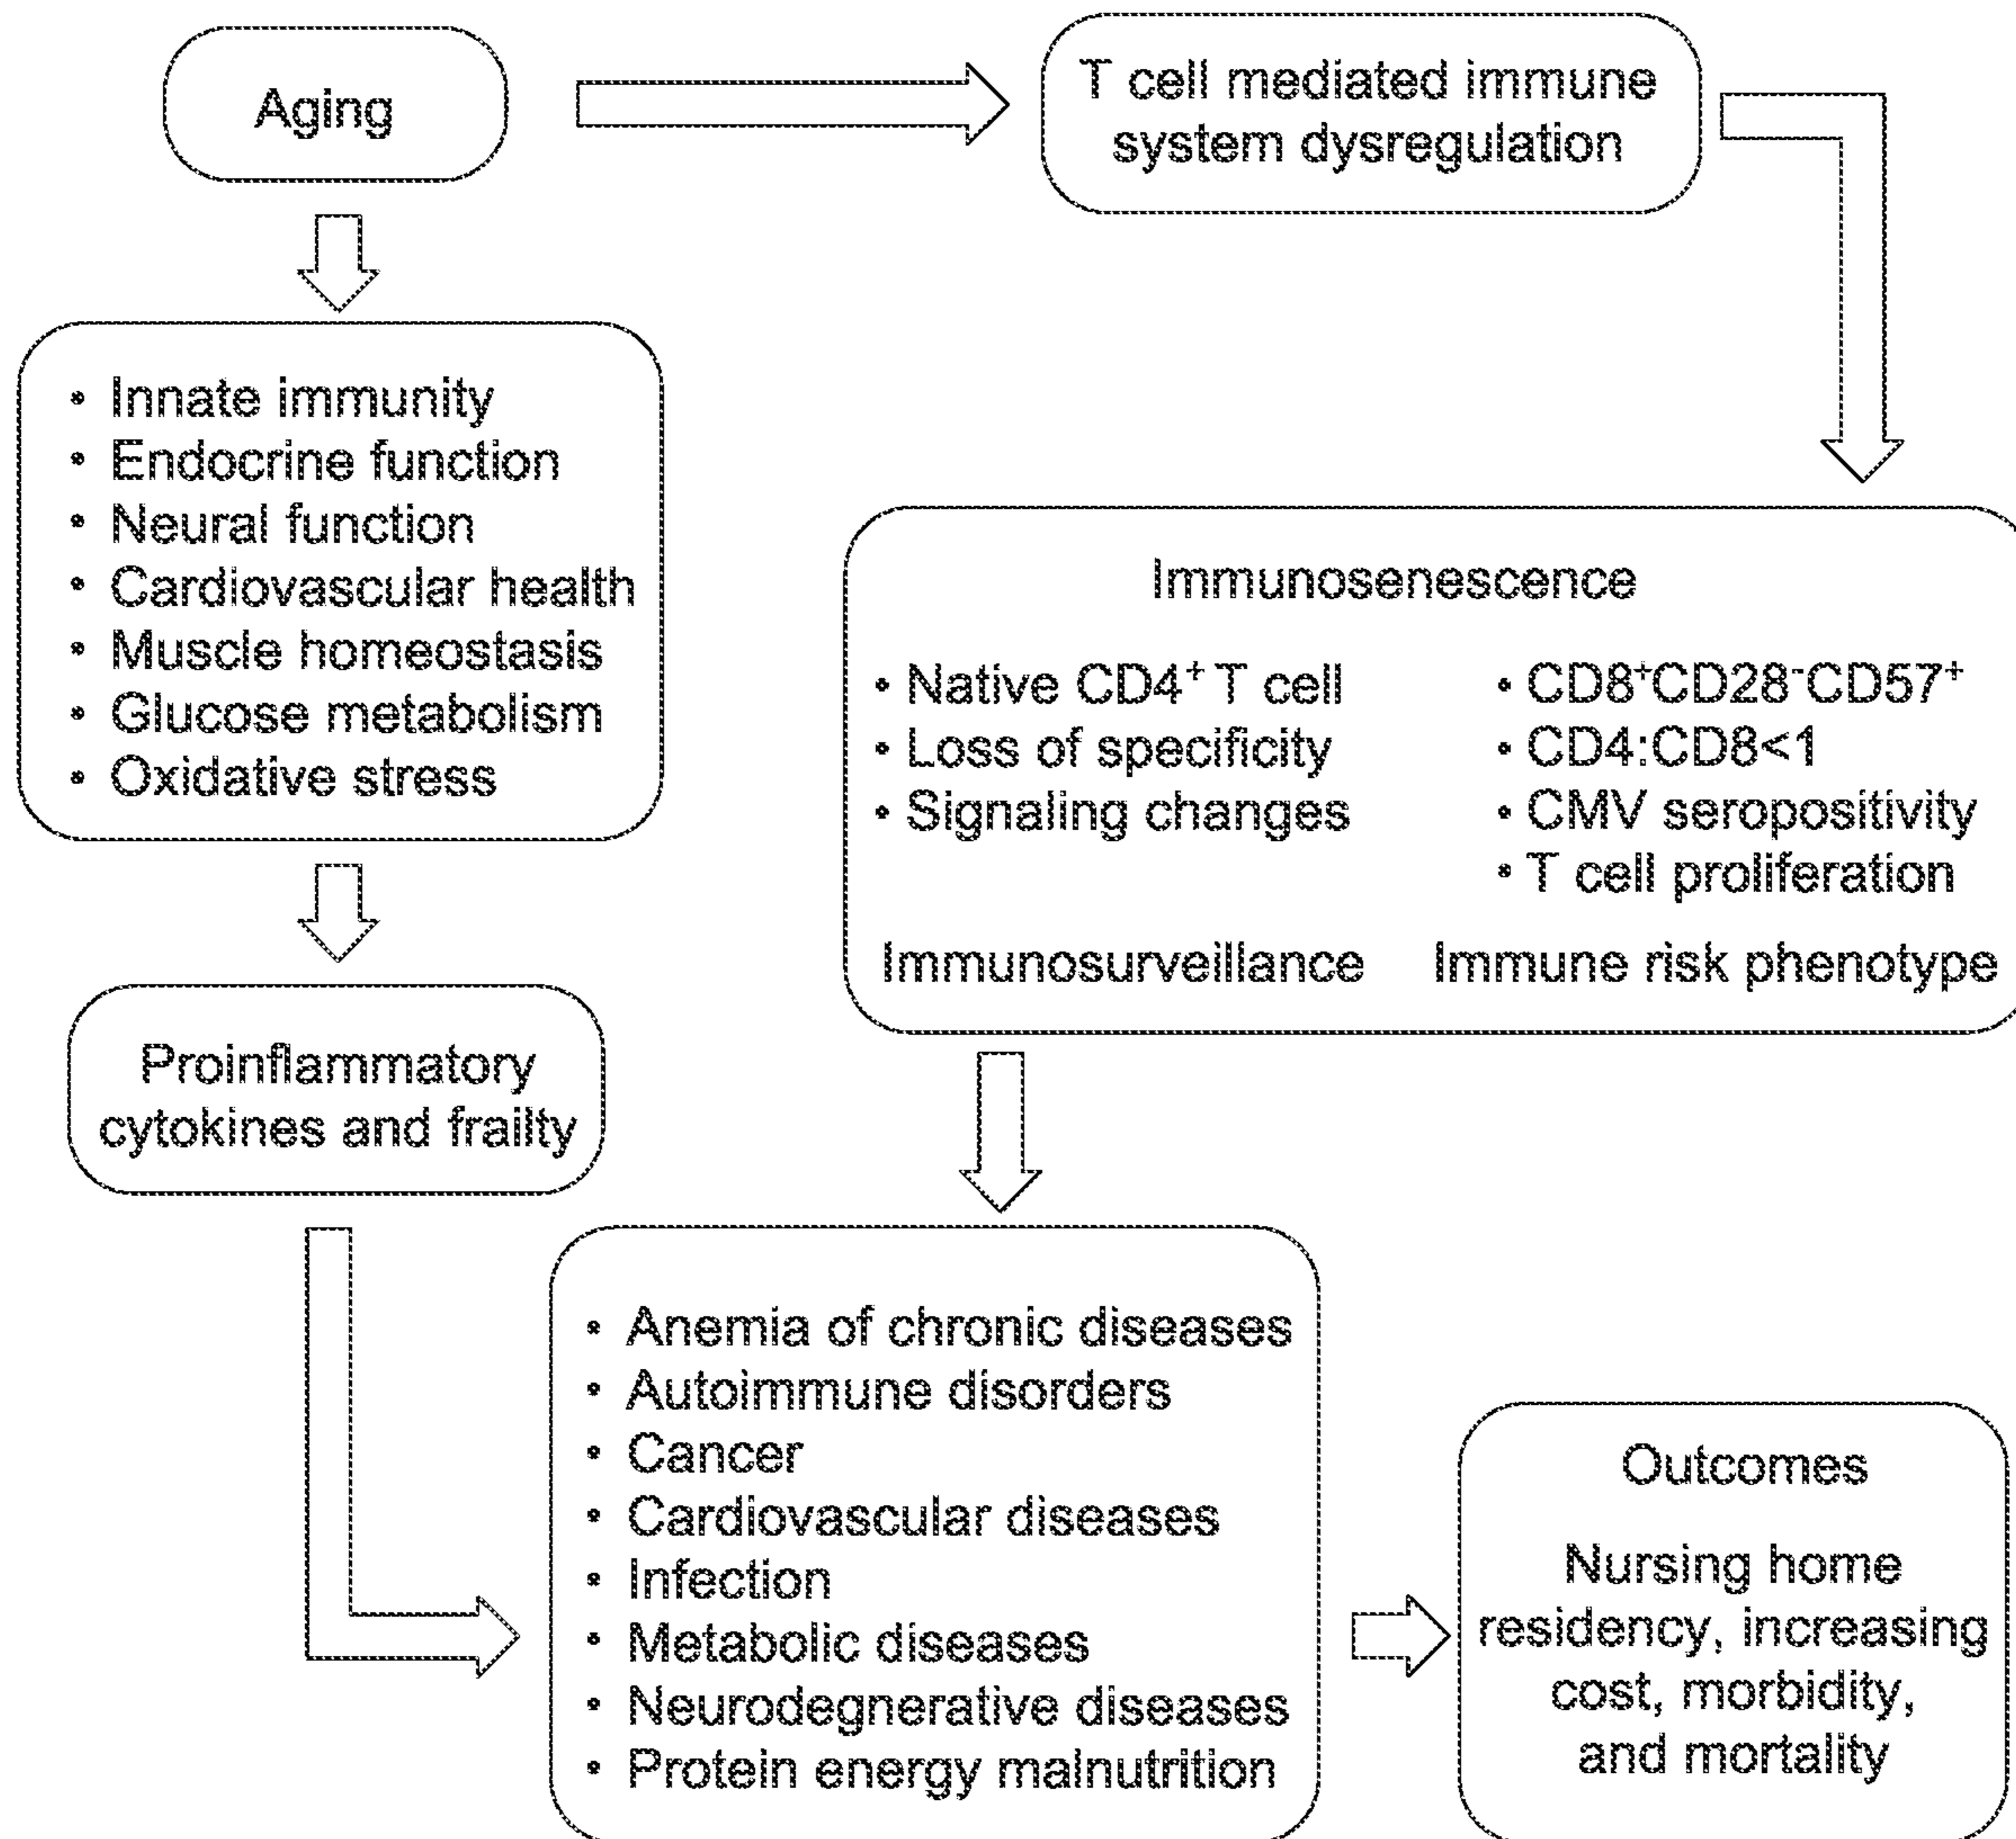 Aging
T cell mediated immune
system dysregulation
• Innate immunity
• Endocrine function
• Neural function
• Cardiovascular health
• Muscle homeostasis
• Glucose metabolism
• Oxidative stress
Immunosenescence
• Native CD4⁺ T cell
• Loss of specificity
• Signaling changes
Immunosurveillance
• CD8⁺CD28⁻CD57⁺
• CD4:CD8<1
• CMV seropositivity
• T cell proliferation
Immune risk phenotype
Proinflammatory
cytokines and frailty
• Anemia of chronic diseases
• Autoimmune disorders
• Cancer
• Cardiovascular diseases
• Infection
• Metabolic diseases
• Neurodegnerative diseases
• Protein energy malnutrition
Outcomes
Nursing home
residency, increasing
cost, morbidity,
and mortality